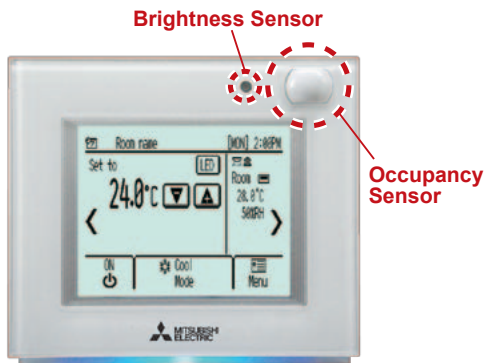 Brightness Sensor
Occupancy
Sensor
Room name [MON] 2:00PM
Set to LED
Room
24.0°C
28.0°C
50%RH
ON
Cool
Mode
Menu
MITSUBISHI
ELECTRIC